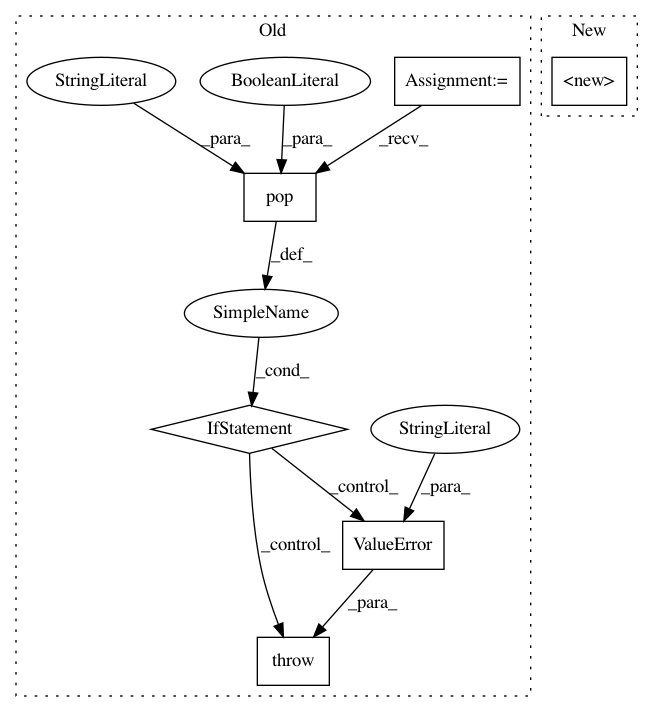 Old
New
StringLiteral
BooleanLiteral
Assignment:=
<new>
_para_
_para_
_recv_
pop
_def_
SimpleName
_cond_
IfStatement
StringLiteral
_control_
_para_
_control_
ValueError
_para_
throw